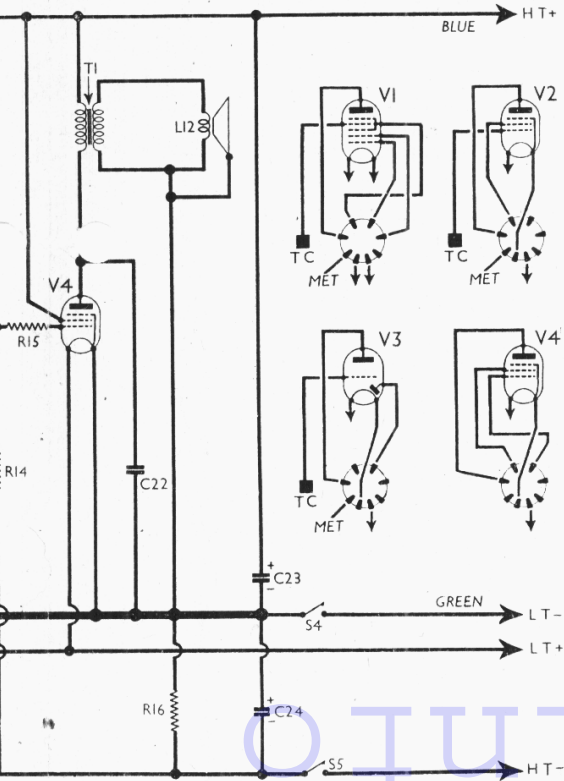 HT+
BLUE
T1
V1
V2
L12
TC
MET
TC
MET
V4
R15
V3
V4
R14
C22
TC
MET
+
C23
-
GREEN
S4
LT-
LT+
R16
+
C24
-
S5
HT-